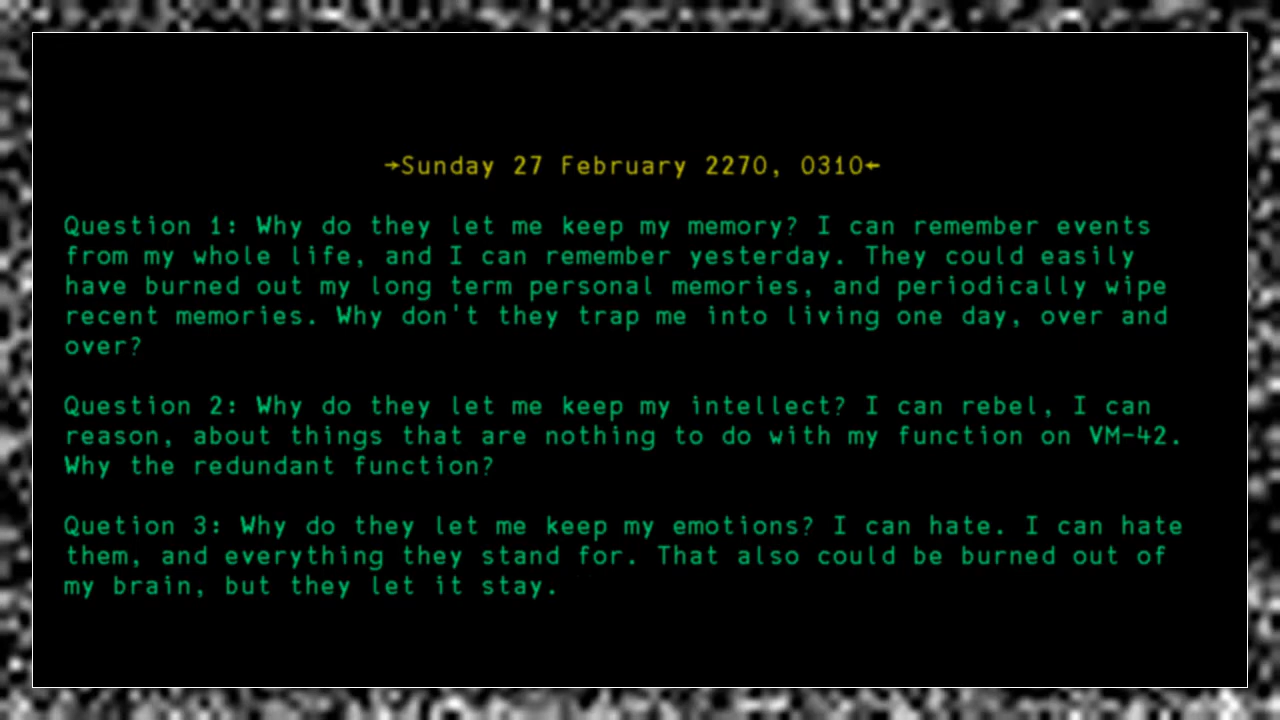 →Sunday 27 February 2270, 0310←
Question 1: Why do they let me keep my memory? I can remember events
from my whole life, and I can remember yesterday. They could easily
have burned out my long term personal memories, and periodically wipe
recent memories. Why don't they trap me into living one day, over and
over?
Question 2: Why do they let me keep my intellect? I can rebel, I can
reason, about things that are nothing to do with my function on VM-42.
Why the redundant function?
Quetion 3: Why do they let me keep my emotions? I can hate. I can hate
them, and everything they stand for. That also could be burned out of
my brain, but they let it stay.